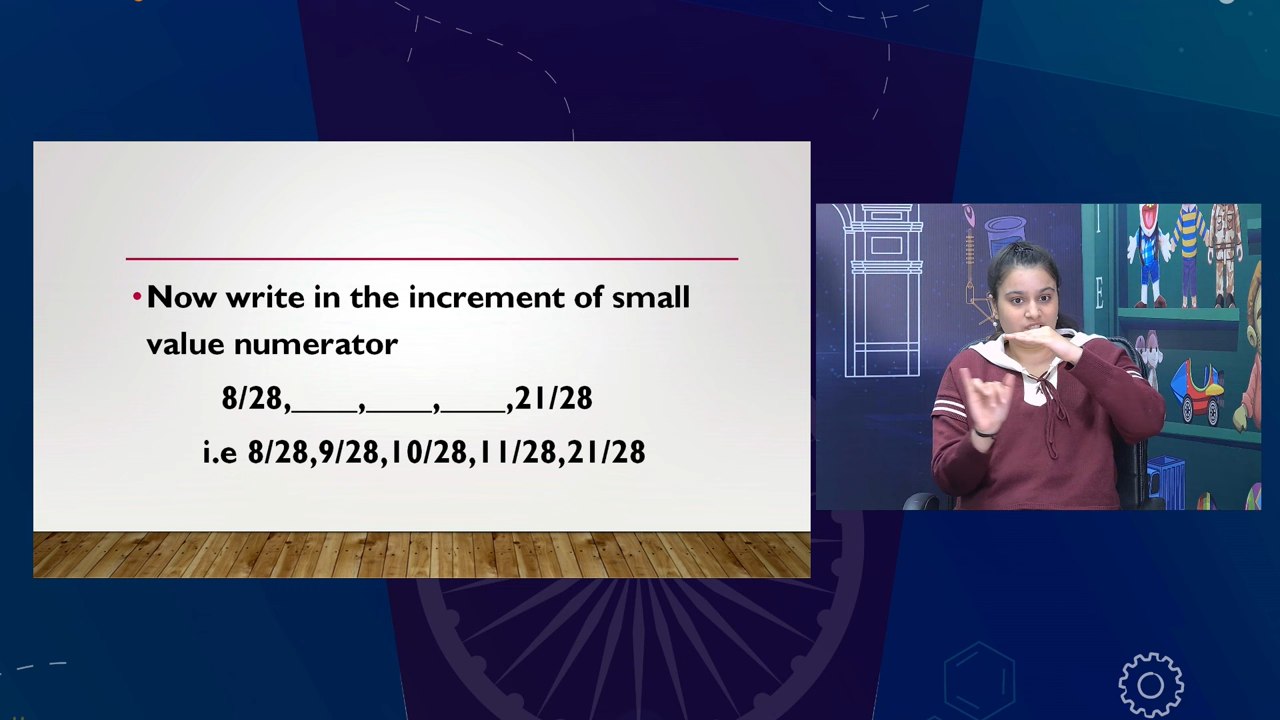 •Now write in the increment of small
value numerator
8/28,____,____,____,21/28
i.e 8/28,9/28,10/28,11/28,21/28
I
E